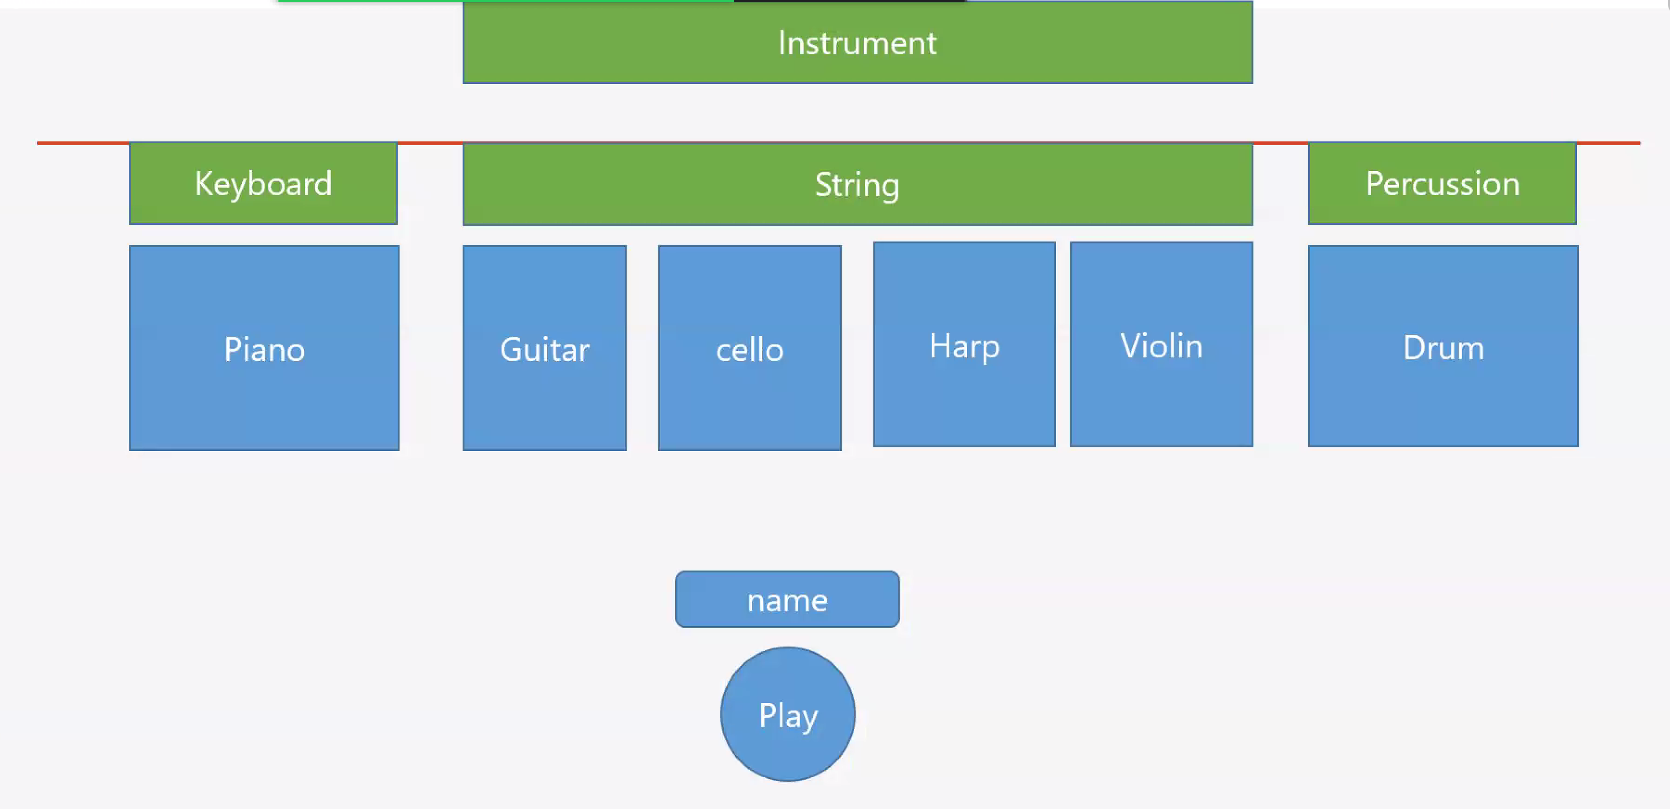 Instrument
Keyboard
String
Percussion
Piano
Guitar
cello
Harp
Violin
Drum
name
Play